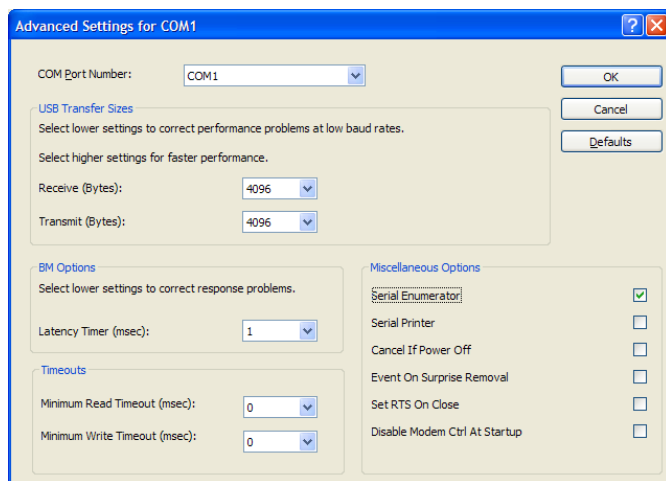 Advanced Settings for COM1
COM Port Number:
COM1
OK
Cancel
Defaults
USB Transfer Sizes
Select lower settings to correct performance problems at low baud rates.
Select higher settings for faster performance.
Receive (Bytes):
4096
Transmit (Bytes):
4096
BM Options
Select lower settings to correct response problems.
Latency Timer (msec):
1
Timeouts
Minimum Read Timeout (msec):
0
Minimum Write Timeout (msec):
0
Miscellaneous Options
Serial Enumerator
Serial Printer
Cancel If Power Off
Event On Surprise Removal
Set RTS On Close
Disable Modem Ctrl At Startup